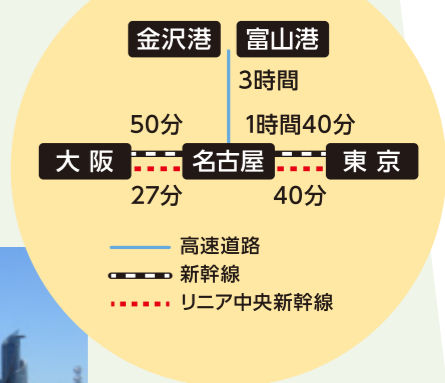 金沢港 富山港
3時間
50分 1時間40分
大阪 名古屋 東京
27分 40分
高速道路
新幹線
リニア中央新幹線